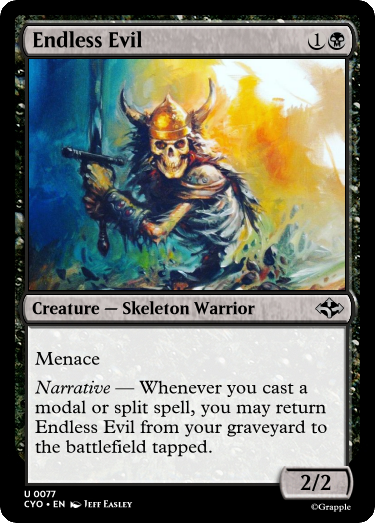 Endless Evil 1
Creature — Skeleton Warrior
Menace
Narrative — Whenever you cast a
modal or split spell, you may return
Endless Evil from your graveyard to
the battlefield tapped.
2/2
U 0077
CYO • EN Jeff Easley
©Grapple